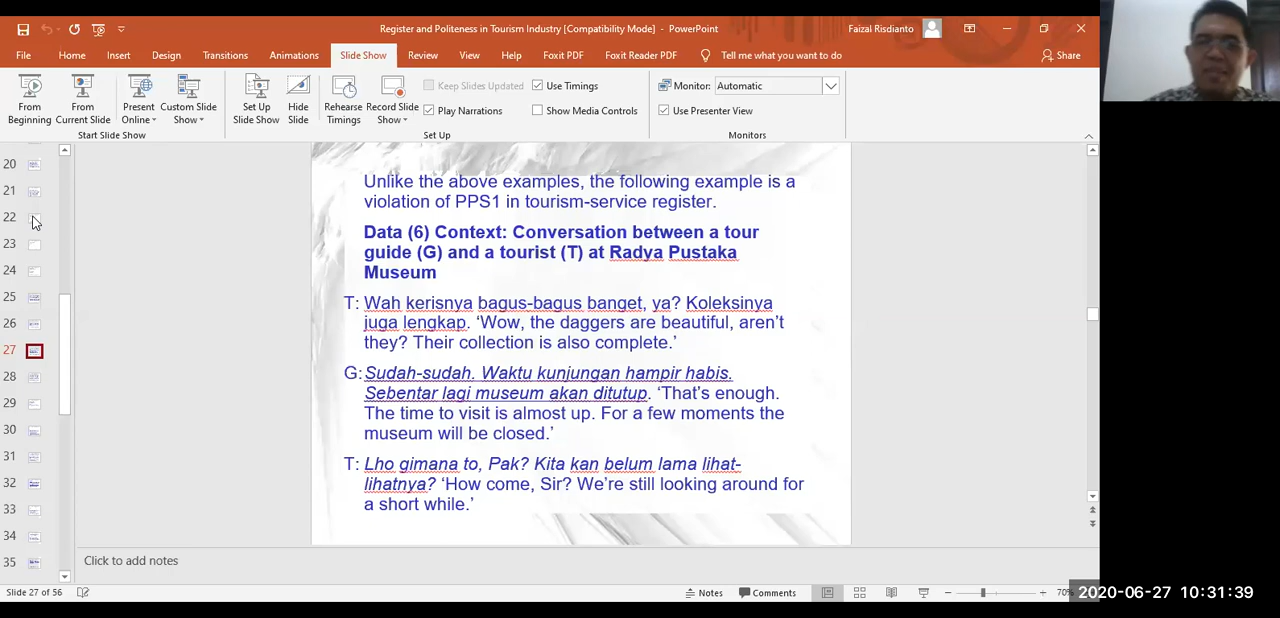 Register and Politeness in Tourism Industry [Compatibility Mode] - PowerPoint
Faizal Risdianto
File Home Insert Design Transitions Animations Slide Show Review View Help Foxit PDF Foxit Reader PDF Tell me what you want to do Share
From Beginning
From Current Slide
Present Online
Custom Slide Show
Set Up Slide Show
Hide Slide
Rehearse Timings
Record Slide Show
Keep Slides Updated
Use Timings
Play Narrations
Show Media Controls
Monitor: Automatic
Use Presenter View
Start Slide Show
Set Up
Monitors
20
21
22
23
24
25
26
27
28
29
30
31
32
33
34
35
Unlike the above examples, the following example is a
violation of PPS1 in tourism-service register.
Data (6) Context: Conversation between a tour
guide (G) and a tourist (T) at Radya Pustaka
Museum
T: Wah kerisnya bagus-bagus banget, ya? Koleksinya
juga lengkap. ‘Wow, the daggers are beautiful, aren’t
they? Their collection is also complete.’
G: Sudah-sudah. Waktu kunjungan hampir habis.
Sebentar lagi museum akan ditutup. ‘That’s enough.
The time to visit is almost up. For a few moments the
museum will be closed.’
T: Lho gimana to, Pak? Kita kan belum lama lihat-
lihatnya? ‘How come, Sir? We’re still looking around for
a short while.’
Click to add notes
Slide 27 of 56
Notes
Comments
70%
2020-06-27 10:31:39